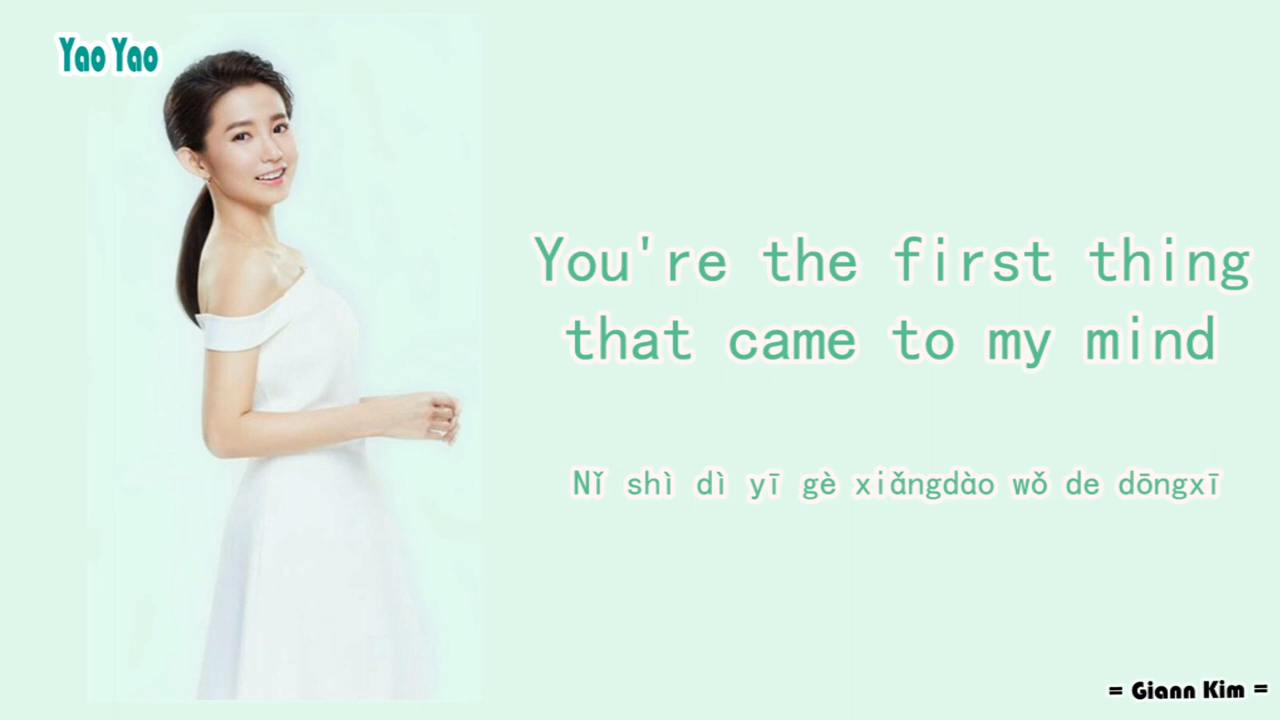 Yao Yao
You're the first thing
that came to my mind
Nǐ shì dì yī gè xiǎngdào wǒ de dōngxī
= Giann Kim =